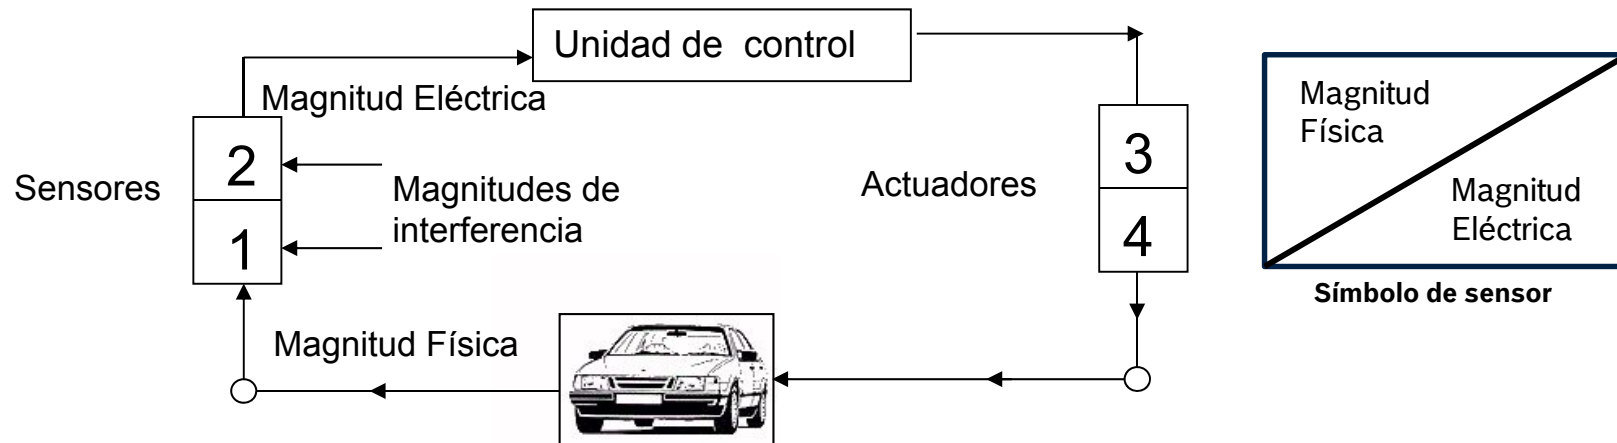 Unidad de control
Magnitud Eléctrica
2
1
Sensores
Magnitudes de
interferencia
Magnitud Física
Actuadores
3
4
Magnitud
Física
Magnitud
Eléctrica
Símbolo de sensor